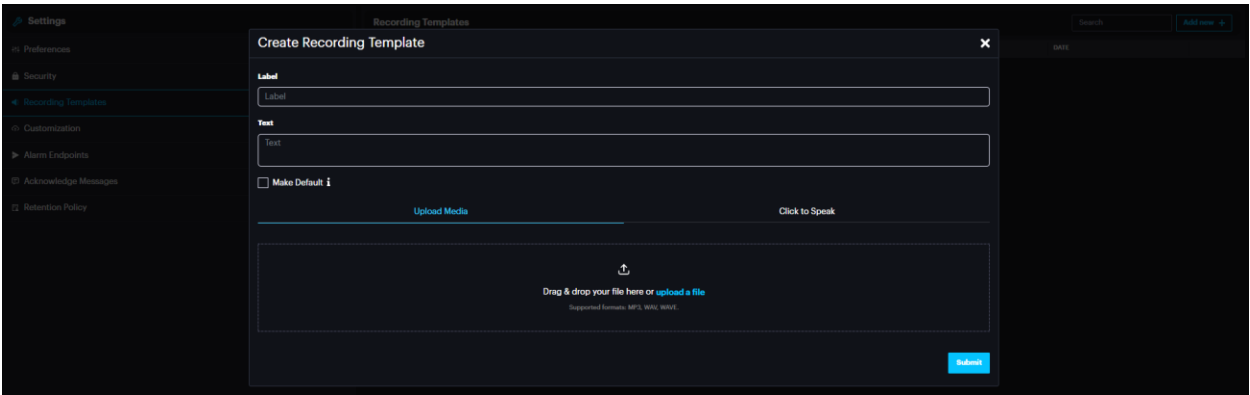 Settings
Preferences
Security
Recording Templates
Customization
Alarm Endpoints
Acknowledge Messages
Retention Policy
Recording Templates
Search
Add new +
DATE
Create Recording Template
Label
Label
Text
Text
Make Default
Upload Media
Click to Speak
Drag & drop your file here or upload a file
Supported formats: MP3, WAV, WAVE.
Submit